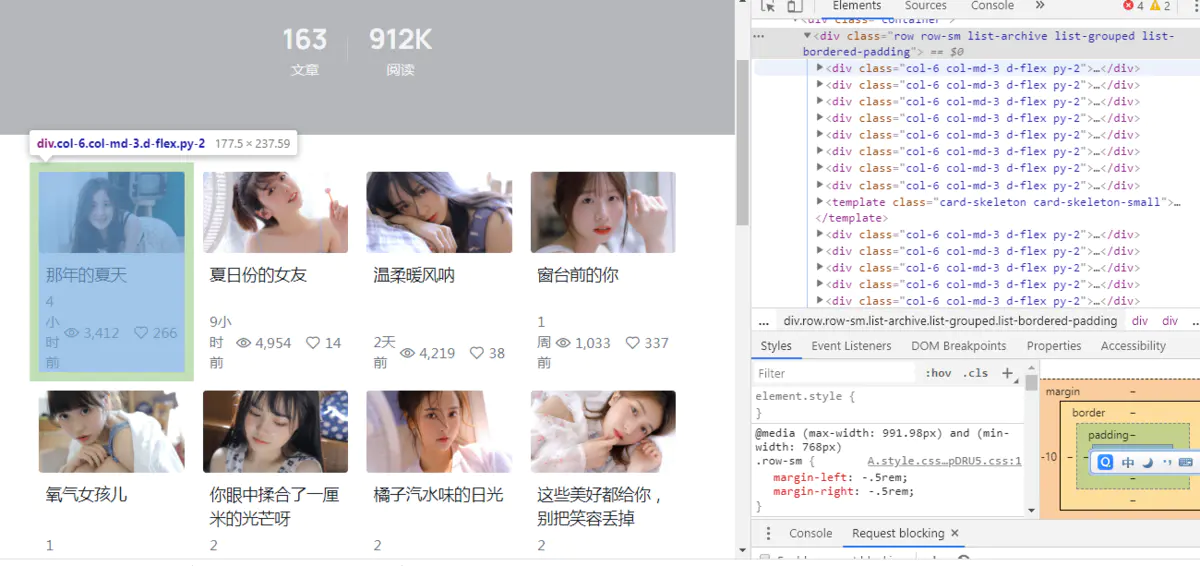 163
912K
文章
阅读
div.col-6.col-md-3.d-flex.py-2 177.5 × 237.59
那年的夏天
夏日份的女友
温柔暖风呐
窗台前的你
4
小
时
前
3,412
266
9小
时
前
4,954
14
2天
前
4,219
38
1
周
前
1,033
337
氧气女孩儿
你眼中揉合了一厘
米的光芒呀
橘子汽水味的日光
这些美好都给你，
别把笑容丢掉
1
2
2
2
Elements
Sources
Console
»
4
2
<div class="container">
…
▼<div class="row row-sm list-archive list-grouped list-
bordered-padding"> == $0
▶<div class="col-6 col-md-3 d-flex py-2">…</div>
▶<div class="col-6 col-md-3 d-flex py-2">…</div>
▶<div class="col-6 col-md-3 d-flex py-2">…</div>
▶<div class="col-6 col-md-3 d-flex py-2">…</div>
▶<div class="col-6 col-md-3 d-flex py-2">…</div>
▶<div class="col-6 col-md-3 d-flex py-2">…</div>
▶<div class="col-6 col-md-3 d-flex py-2">…</div>
▶<div class="col-6 col-md-3 d-flex py-2">…</div>
▶<template class="card-skeleton card-skeleton-small">…
</template>
▶<div class="col-6 col-md-3 d-flex py-2">…</div>
▶<div class="col-6 col-md-3 d-flex py-2">…</div>
▶<div class="col-6 col-md-3 d-flex py-2">…</div>
▶<div class="col-6 col-md-3 d-flex py-2">…</div>
▶<div class="col-6 col-md-3 d-flex py-2">…</div>
… div.row.row-sm.list-archive.list-grouped.list-bordered-padding div div …
Styles Event Listeners DOM Breakpoints Properties Accessibility
Filter :hov .cls +
element.style {
}
@media (max-width: 991.98px) and (min-
width: 768px)
.row-sm { A.style.css…pDRU5.css:1
margin-left: -.5rem;
margin-right: -.5rem;
}
margin –
border –
padding –
-10 –
中
–
–
Console Request blocking ×